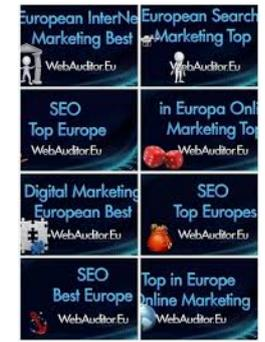 European InterNe
Marketing Best
WebAuditor.Eu
European Search
Marketing Top
WebAuditor.Eu
SEO
Top Europe
WebAuditor.Eu
in Europa Onli
Marketing Top
WebAuditor.Eu
Digital Marketing
European Best
WebAuditor.Eu
SEO
Top Europes
WebAuditor.Eu
SEO
Best Europe
WebAuditor.Eu
Top in Europe
Online Marketing
WebAuditor.Eu